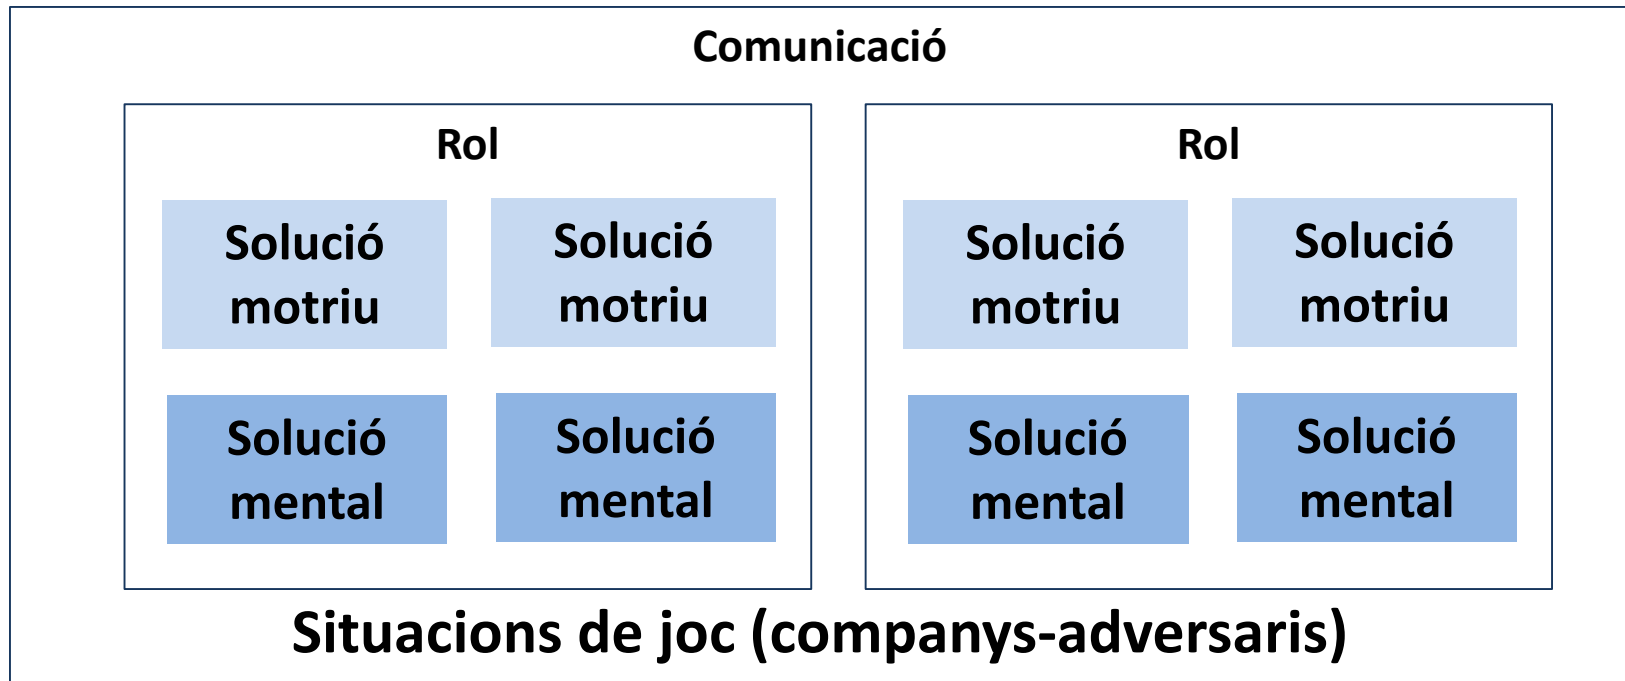 Comunicació
Rol
Solució
motriu
Solució
motriu
Solució
mental
Solució
mental
Rol
Solució
motriu
Solució
motriu
Solució
mental
Solució
mental
Situacions de joc (companys-adversaris)